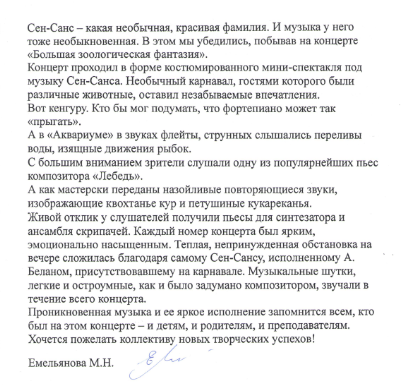 Сен-Санс – какая необычная, красивая фамилия. И музыка у него
тоже необыкновенная. В этом мы убедились, побывав на концерте
«Большая зоологическая фантазия».
Концерт проходил в форме костюмированного мини-спектакля под
музыку Сен-Санса. Необычный карнавал, гостями которого были
различные животные, оставил незабываемые впечатления.
Вот кенгуру. Кто бы мог подумать, что фортепиано может так
«прыгать».
А в «Аквариуме» в звуках флейты, струнных слышались переливы
воды, изящные движения рыбок.
С большим вниманием зрители слушали одну из популярнейших пьес
композитора «Лебедь».
А как мастерски переданы назойливые повторяющиеся звуки,
изображающие квохтанье кур и петушиные кукареканья.
Живой отклик у слушателей получили пьесы для синтезатора и
ансамбля скрипачей. Каждый номер концерта был ярким,
эмоционально насыщенным. Теплая, непринужденная обстановка на
вечере сложилась благодаря самому Сен-Сансу, исполненному А.
Беланом, присутствовавшему на карнавале. Музыкальные шутки,
легкие и остроумные, как и было задумано композитором, звучали в
течение всего концерта.
Проникновенная музыка и ее яркое исполнение запомнится всем, кто
был на этом концерте – и детям, и родителям, и преподавателям.
Хочется пожелать коллективу новых творческих успехов!
Емельянова М.Н.